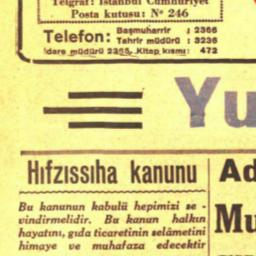 Telgraf: İstanbul Cumhuriyet
Posta kutusu: Nº 246
Telefon: Başmuharrir : 2366
Tahrir müdürü : 3236
İdare müdürü 2365. Kitap kısmı: 472
Yu
Hıfzıssıha kanunu
Ad
Bu kanunun kabulü hepimizi se -
vindirmelidir. Bu kanun halkın
hayatını, gıda ticaretinin selâmetini
himaye ve muhafaza edecektir
Mu